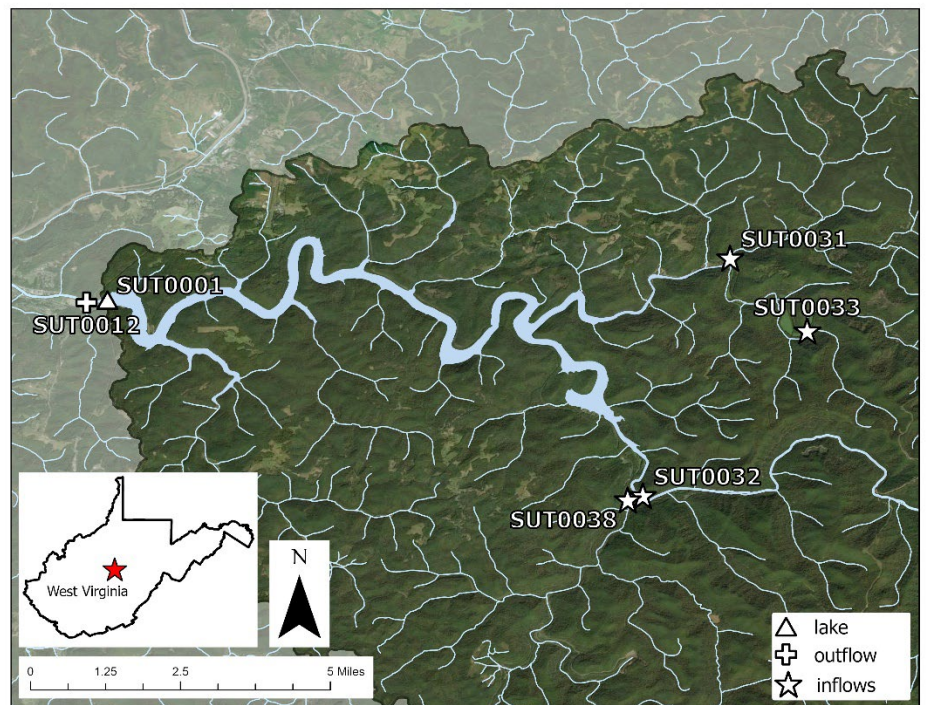 SUT0031
SUT0001
SUT0033
SUT0012
SUT0032
SUT0038
West Virginia
N
0 1.25 2.5 5 Miles
lake
outflow
inflows